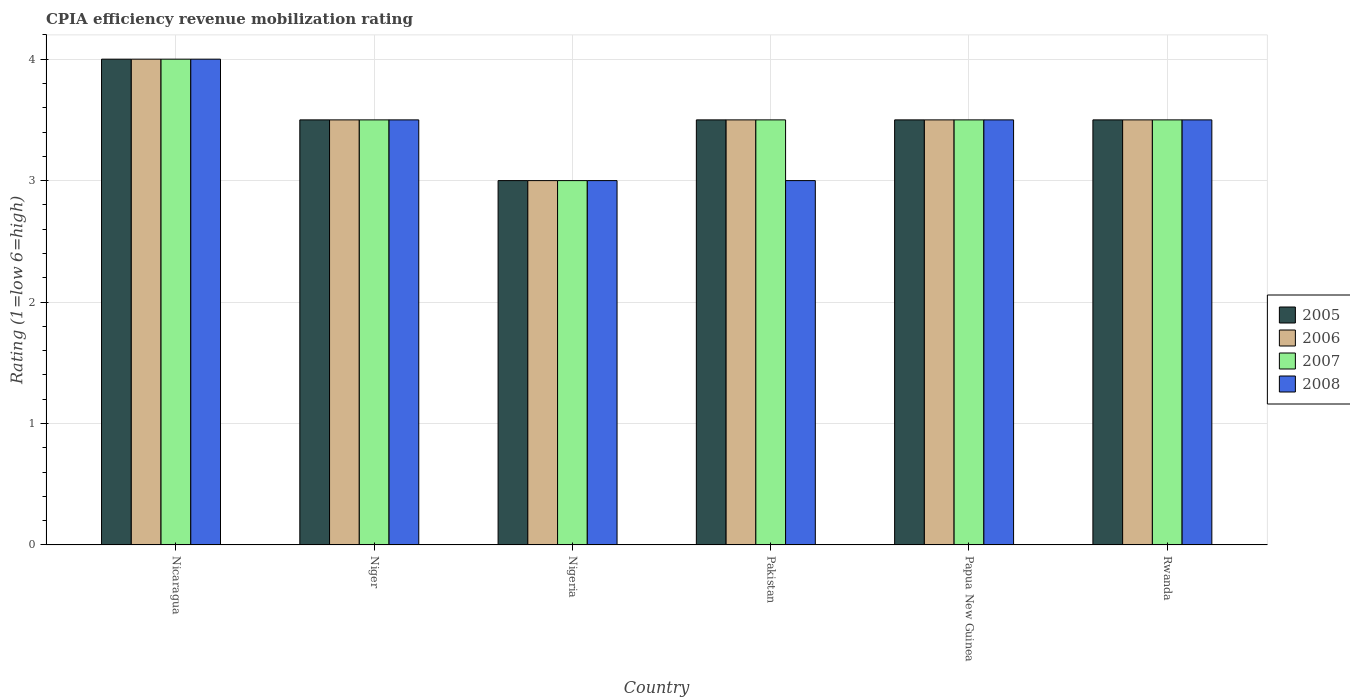 CPIA efficiency revenue mobilization rating
Rating (1=low 6=high)
4
3
2
1
0
Nicaragua
Niger
Nigeria
Pakistan
Papua New Guinea
Rwanda
Country
2005
2006
2007
2008